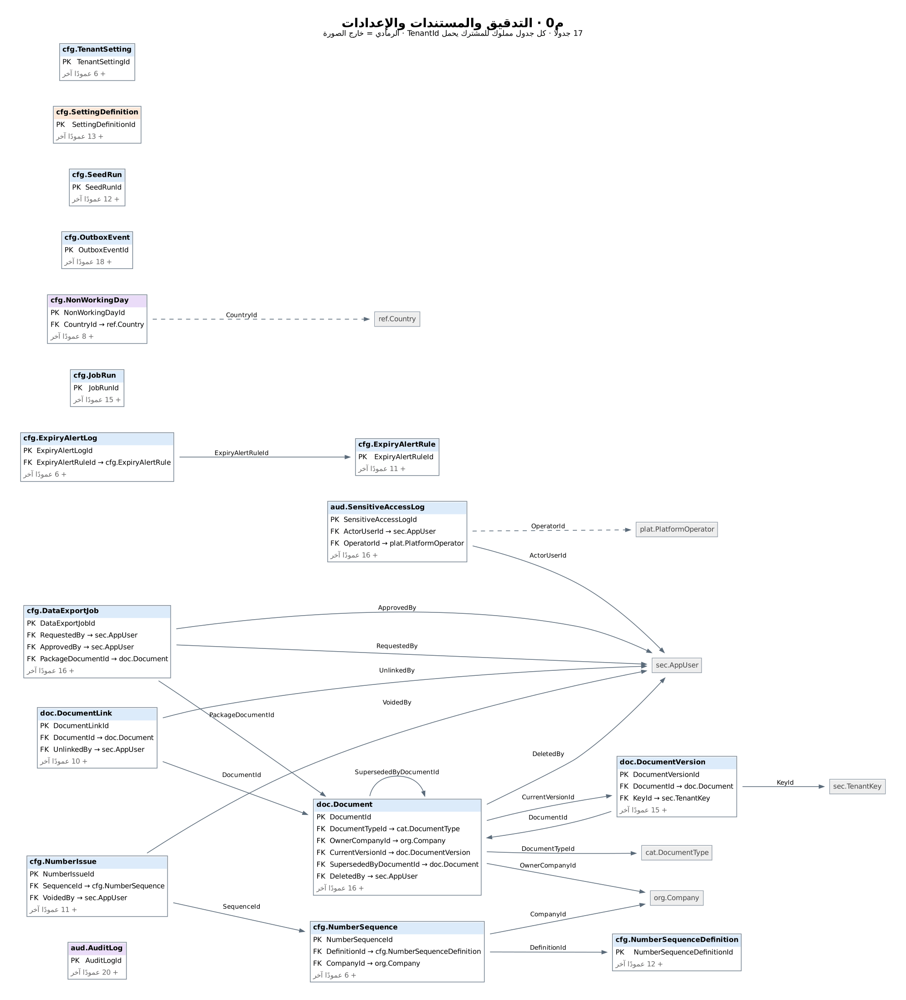 م0 · التدقيق والمستندات والإعدادات
17 جدولًا · كل جدول مملوك للمشترك يحمل TenantId · الرمادي = خارج الصورة
cfg.TenantSetting
PK TenantSettingId
+ 6 عمودًا آخر
cfg.SettingDefinition
PK SettingDefinitionId
+ 13 عمودًا آخر
cfg.SeedRun
PK SeedRunId
+ 12 عمودًا آخر
cfg.OutboxEvent
PK OutboxEventId
+ 18 عمودًا آخر
cfg.NonWorkingDay
PK NonWorkingDayId
FK CountryId → ref.Country
+ 8 عمودًا آخر
CountryId
ref.Country
cfg.JobRun
PK JobRunId
+ 15 عمودًا آخر
cfg.ExpiryAlertLog
PK ExpiryAlertLogId
FK ExpiryAlertRuleId → cfg.ExpiryAlertRule
+ 6 عمودًا آخر
ExpiryAlertRuleId
cfg.ExpiryAlertRule
PK ExpiryAlertRuleId
+ 11 عمودًا آخر
aud.SensitiveAccessLog
PK SensitiveAccessLogId
FK ActorUserId → sec.AppUser
FK OperatorId → plat.PlatformOperator
+ 16 عمودًا آخر
OperatorId
plat.PlatformOperator
ActorUserId
cfg.DataExportJob
PK DataExportJobId
FK RequestedBy → sec.AppUser
FK ApprovedBy → sec.AppUser
FK PackageDocumentId → doc.Document
+ 16 عمودًا آخر
ApprovedBy
RequestedBy
UnlinkedBy
VoidedBy
sec.AppUser
PackageDocumentId
doc.DocumentLink
PK DocumentLinkId
FK DocumentId → doc.Document
FK UnlinkedBy → sec.AppUser
+ 10 عمودًا آخر
DocumentId
SupersededByDocumentId
doc.Document
PK DocumentId
FK DocumentTypeId → cat.DocumentType
FK OwnerCompanyId → org.Company
FK CurrentVersionId → doc.DocumentVersion
FK SupersededByDocumentId → doc.Document
FK DeletedBy → sec.AppUser
+ 16 عمودًا آخر
DeletedBy
CurrentVersionId
DocumentId
DocumentTypeId
OwnerCompanyId
doc.DocumentVersion
PK DocumentVersionId
FK DocumentId → doc.Document
FK KeyId → sec.TenantKey
+ 15 عمودًا آخر
KeyId
sec.TenantKey
cat.DocumentType
org.Company
cfg.NumberIssue
PK NumberIssueId
FK SequenceId → cfg.NumberSequence
FK VoidedBy → sec.AppUser
+ 11 عمودًا آخر
SequenceId
cfg.NumberSequence
PK NumberSequenceId
FK DefinitionId → cfg.NumberSequenceDefinition
FK CompanyId → org.Company
+ 6 عمودًا آخر
CompanyId
DefinitionId
cfg.NumberSequenceDefinition
PK NumberSequenceDefinitionId
+ 12 عمودًا آخر
aud.AuditLog
PK AuditLogId
+ 20 عمودًا آخر